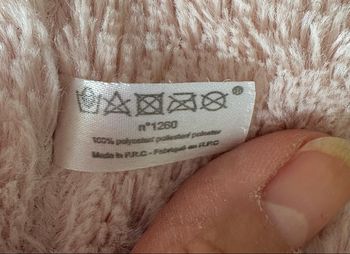 n°1260
100% polyester/ polyester/ polyester
Made in P.R.C - Fabriqué en R.P.C